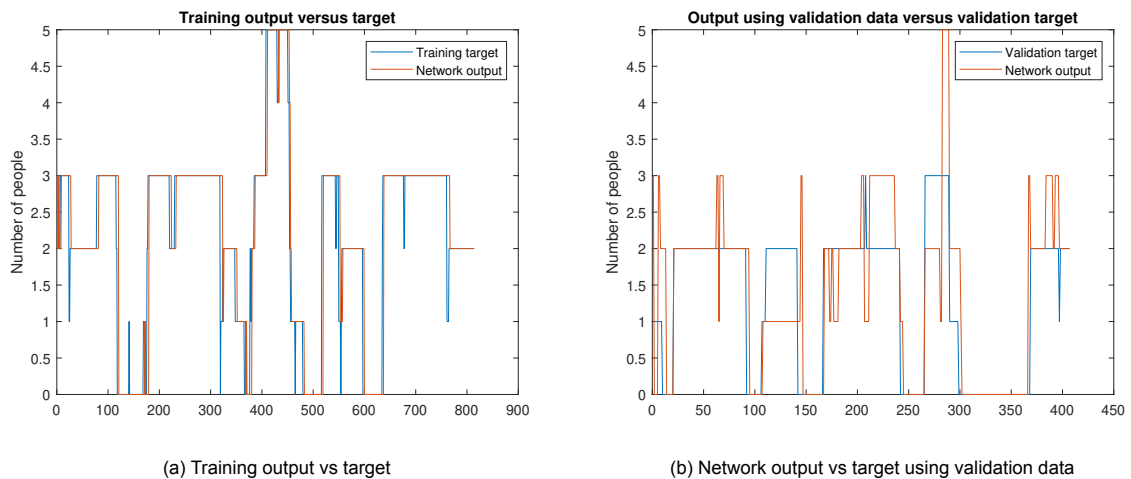 Training output versus target
Training target
Network output
Number of people
5
4.5
4
3.5
3
2.5
2
1.5
1
0.5
0
0 100 200 300 400 500 600 700 800 900
(a) Training output vs target
Output using validation data versus validation target
Validation target
Network output
Number of people
5
4.5
4
3.5
3
2.5
2
1.5
1
0.5
0
0 50 100 150 200 250 300 350 400 450
(b) Network output vs target using validation data